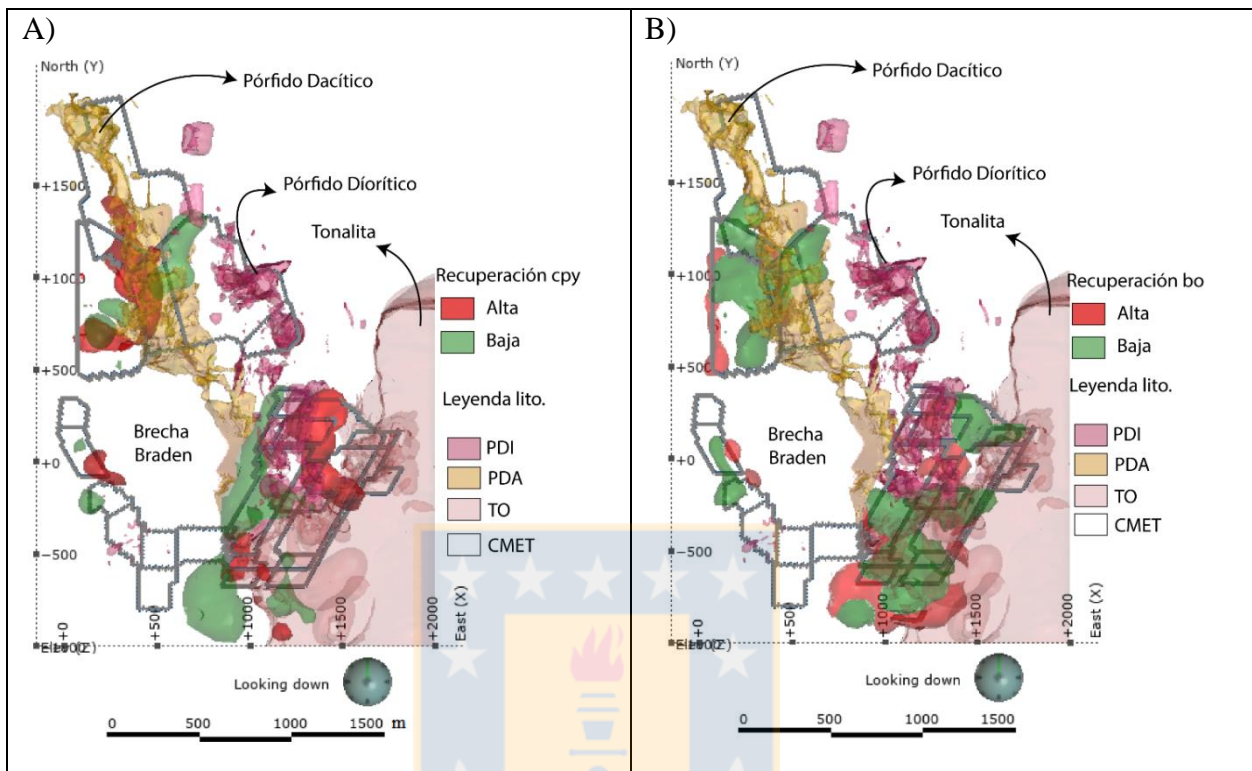 A)
North (Y)
Pórfido Dacítico
+1500
Pórfido Díorítico
Tonalita
+1000
Recuperación cpy
Alta
Baja
+500
Leyenda lito.
Brecha
Braden
PDI
+0
PDA
TO
-500
CMET
+0
+500
+1000
+1500
+2000
East (X)
Looking down
0 500 1000 1500 m
B)
North (Y)
Pórfido Dacítico
+1500
Pórfido Díorítico
Tonalita
+1000
Recuperación bo
Alta
Baja
+500
Leyenda lito.
Brecha
Braden
PDI
+0
PDA
TO
-500
CMET
+0
+500
+1000
+1500
+2000
East (X)
Looking down
0 500 1000 1500